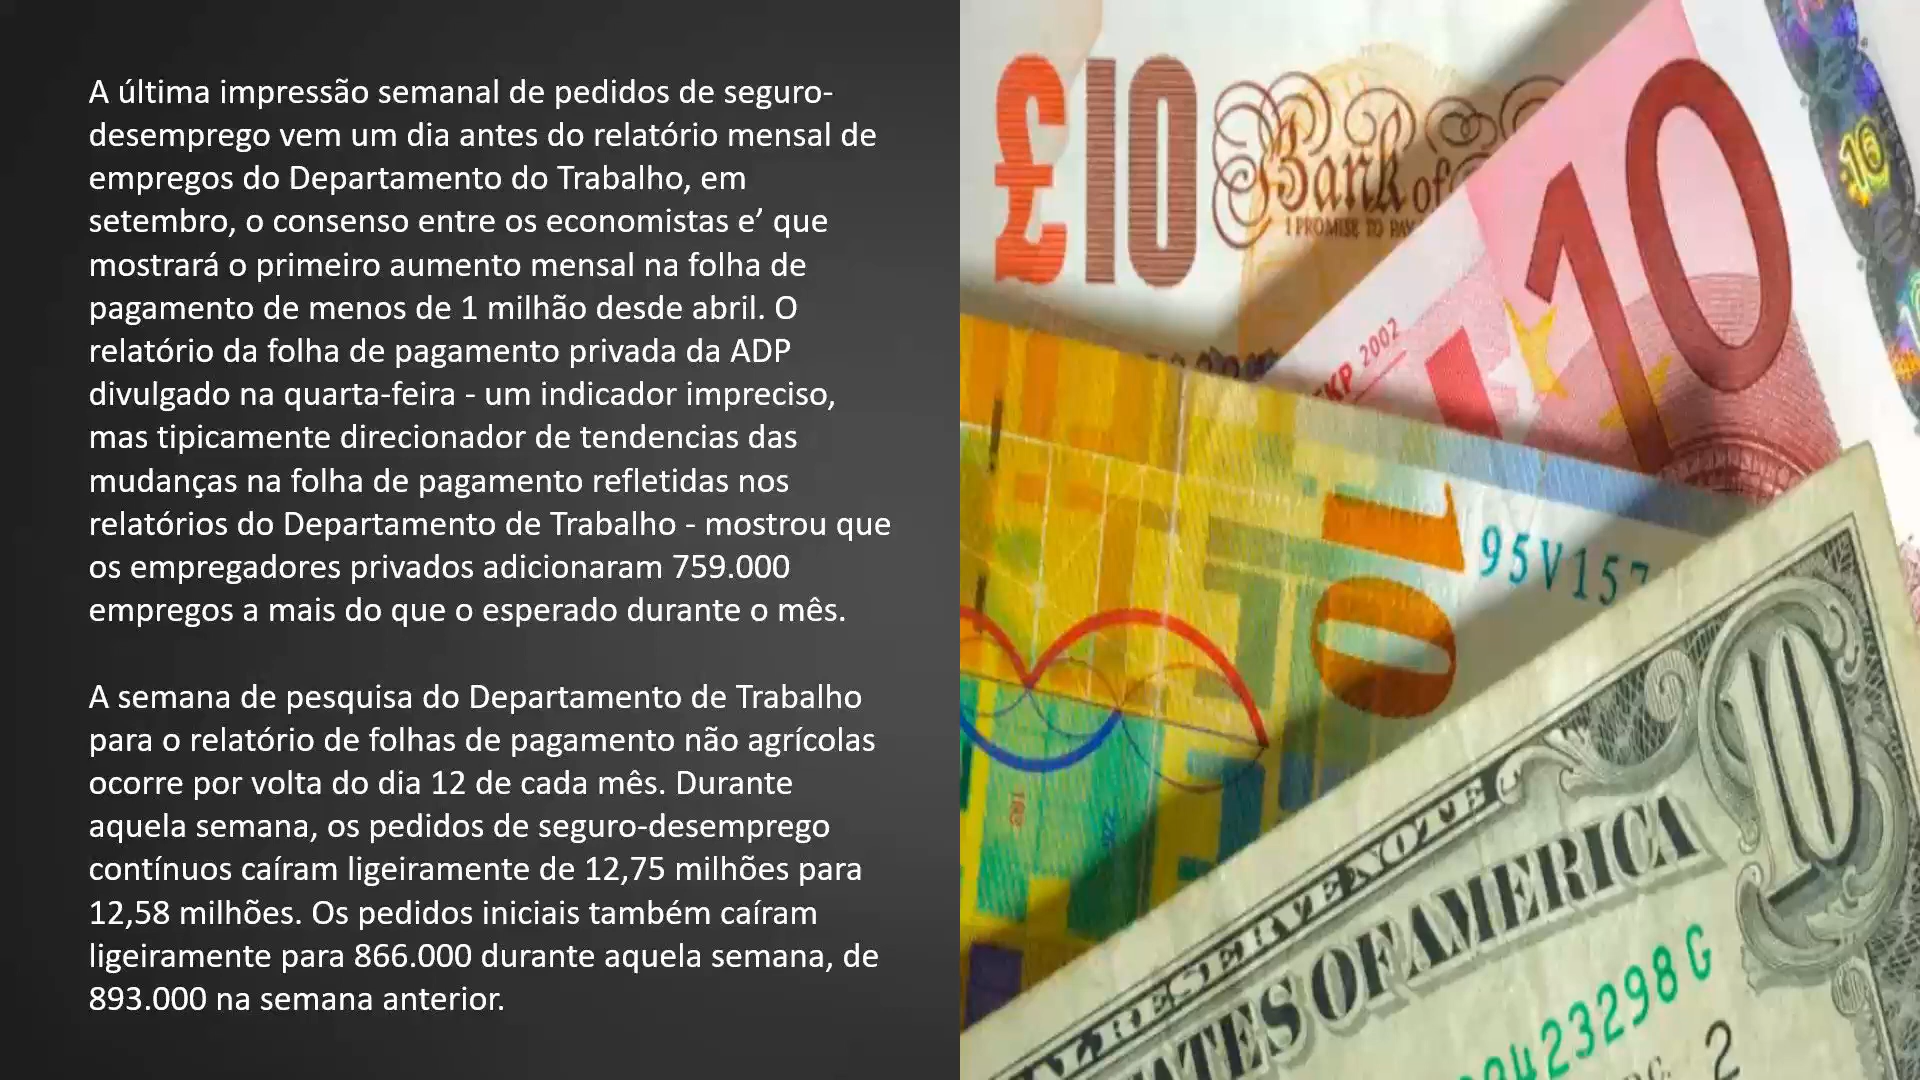 A última impressão semanal de pedidos de seguro-
desemprego vem um dia antes do relatório mensal de
empregos do Departamento do Trabalho, em
setembro, o consenso entre os economistas e’ que
mostrará o primeiro aumento mensal na folha de
pagamento de menos de 1 milhão desde abril. O
relatório da folha de pagamento privada da ADP
divulgado na quarta-feira - um indicador impreciso,
mas tipicamente direcionador de tendencias das
mudanças na folha de pagamento refletidas nos
relatórios do Departamento de Trabalho - mostrou que
os empregadores privados adicionaram 759.000
empregos a mais do que o esperado durante o mês.
A semana de pesquisa do Departamento de Trabalho
para o relatório de folhas de pagamento não agrícolas
ocorre por volta do dia 12 de cada mês. Durante
aquela semana, os pedidos de seguro-desemprego
contínuos caíram ligeiramente de 12,75 milhões para
12,58 milhões. Os pedidos iniciais também caíram
ligeiramente para 866.000 durante aquela semana, de
893.000 na semana anterior.
£10
Bank of
I PROMISE TO PAY
10
EKP 2002
10
95V157
10
RESERVE NOTE
OF AMERICA
423298G
2